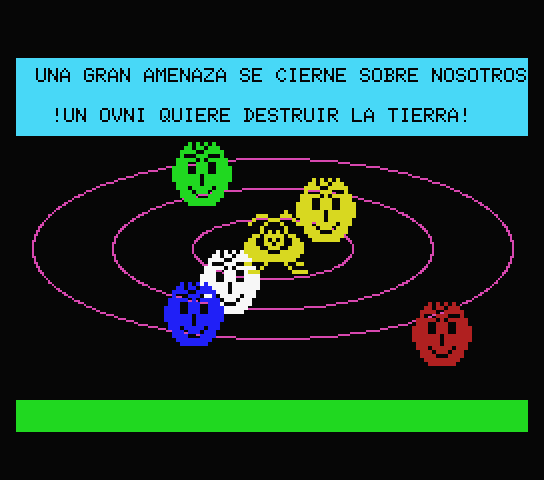 UNA GRAN AMENAZA SE CIERNE SOBRE NOSOTROS
!UN OVNI QUIERE DESTRUIR LA TIERRA!